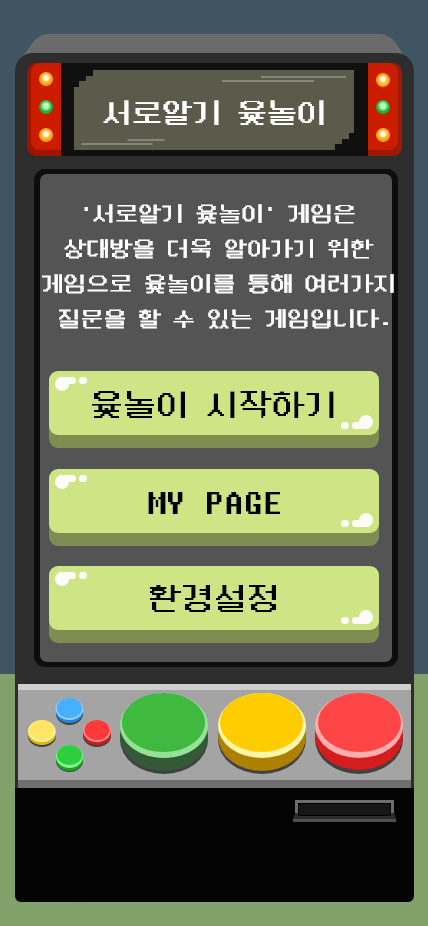 서로알기 윷놀이
'서로알기 윷놀이' 게임은
상대방을 더욱 알아가기 위한
게임으로 윷놀이를 통해 여러가지
질문을 할 수 있는 게임입니다.
윷놀이 시작하기
MY PAGE
환경설정